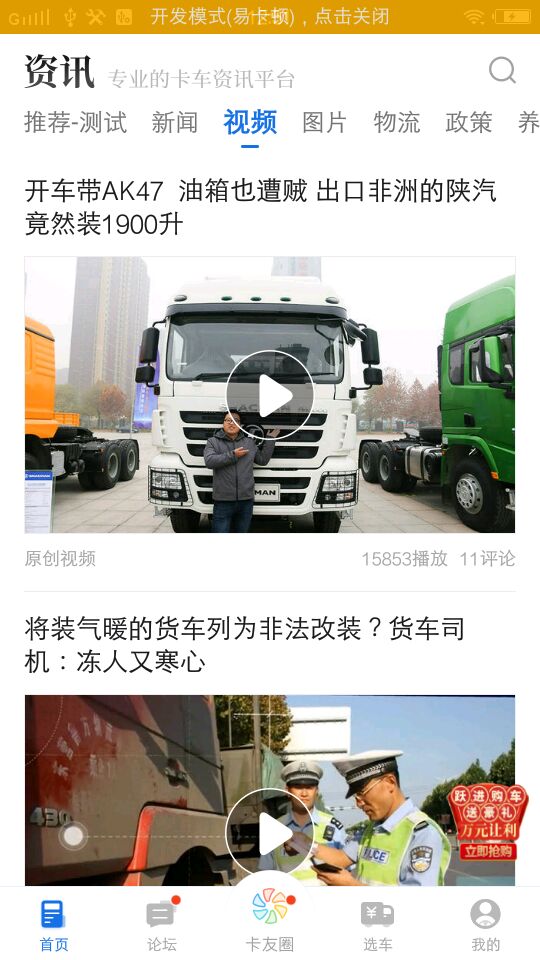 开发模式(易卡顿)，点击关闭
资讯 专业的卡车资讯平台
推荐-测试 新闻 视频 图片 物流 政策 养
开车带AK47 油箱也遭贼 出口非洲的陕汽
竟然装1900升
原创视频 15853播放 11评论
将装气暖的货车列为非法改装？货车司
机：冻人又寒心
430
POLICE
跃进购车
送豪礼
万元让利
立即抢购
首页 论坛 卡友圈 选车 我的